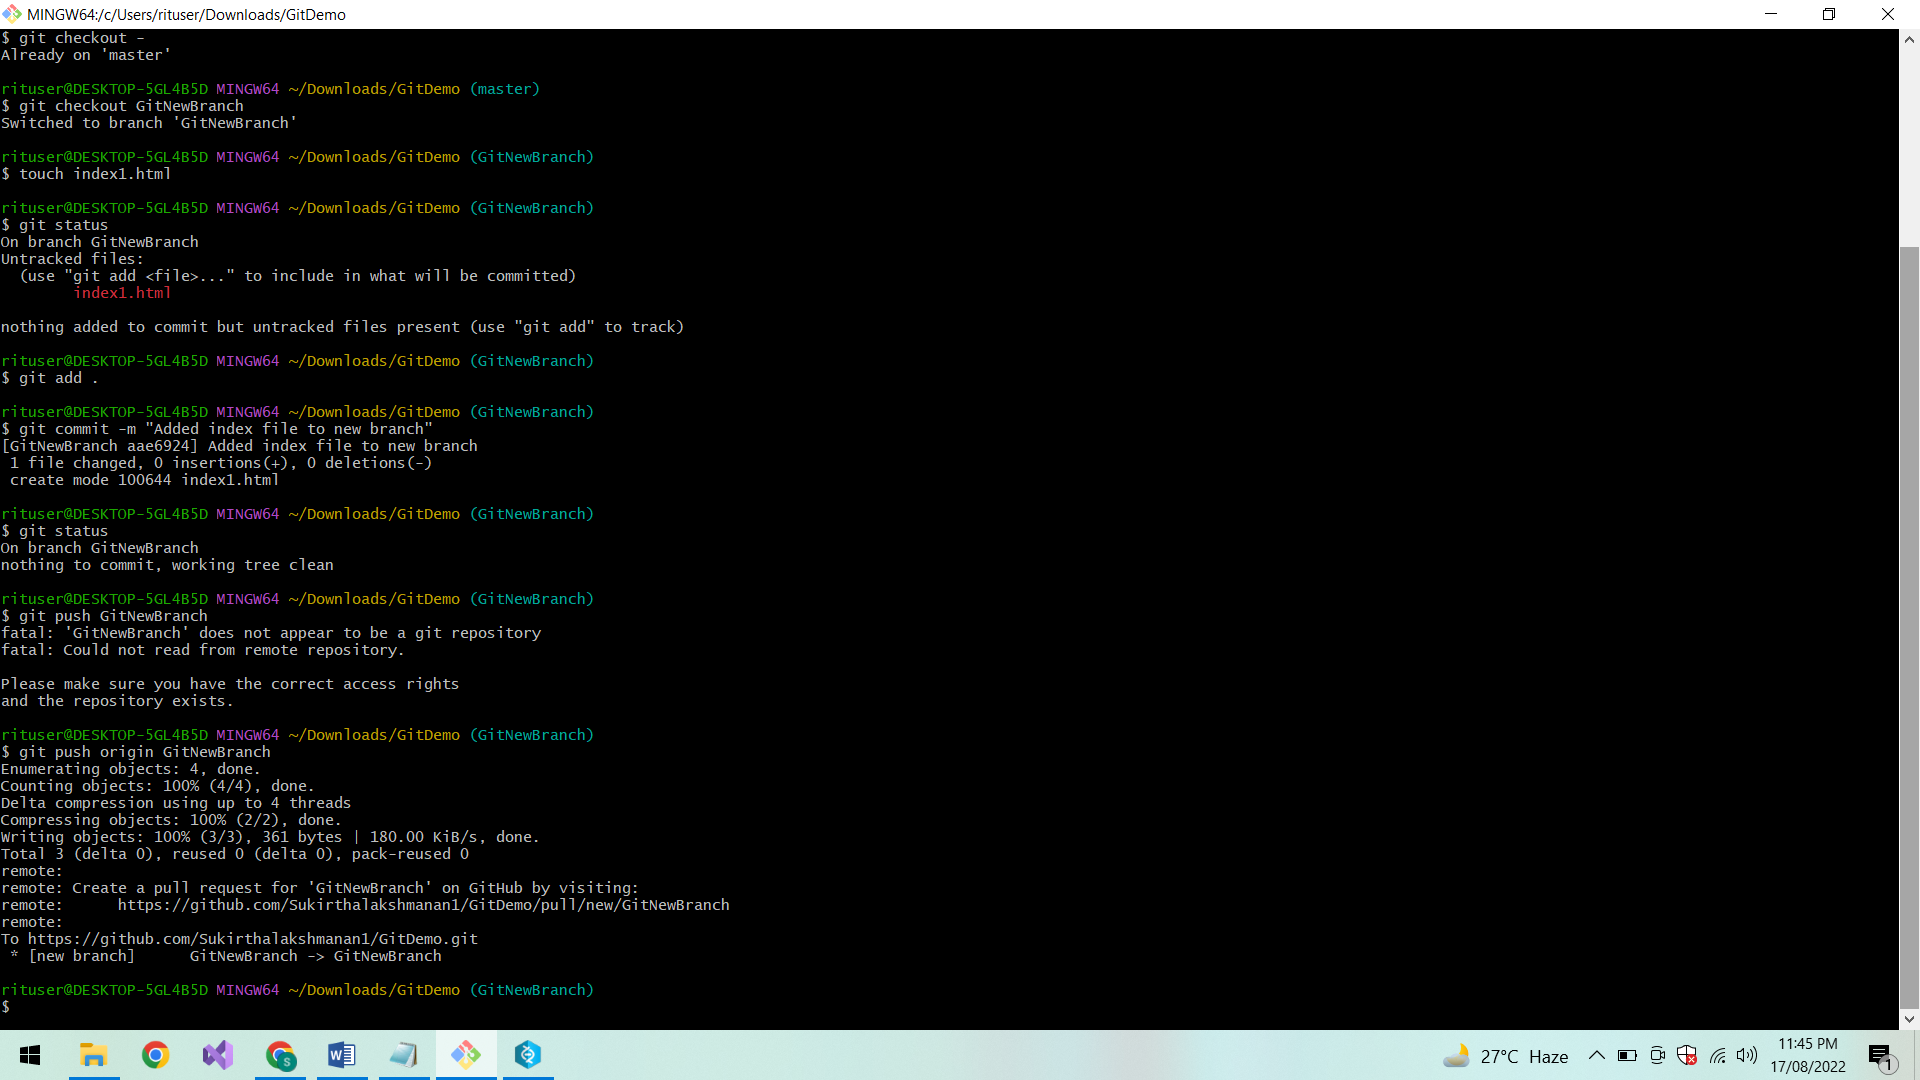 MINGW64:/c/Users/rituser/Downloads/GitDemo
$ git checkout -
Already on 'master'
rituser@DESKTOP-5GL4B5D MINGW64 ~/Downloads/GitDemo (master)
$ git checkout GitNewBranch
Switched to branch 'GitNewBranch'
rituser@DESKTOP-5GL4B5D MINGW64 ~/Downloads/GitDemo (GitNewBranch)
$ touch index1.html
rituser@DESKTOP-5GL4B5D MINGW64 ~/Downloads/GitDemo (GitNewBranch)
$ git status
On branch GitNewBranch
Untracked files:
  (use "git add <file>..." to include in what will be committed)
        index1.html
nothing added to commit but untracked files present (use "git add" to track)
rituser@DESKTOP-5GL4B5D MINGW64 ~/Downloads/GitDemo (GitNewBranch)
$ git add .
rituser@DESKTOP-5GL4B5D MINGW64 ~/Downloads/GitDemo (GitNewBranch)
$ git commit -m "Added index file to new branch"
[GitNewBranch aae6924] Added index file to new branch
 1 file changed, 0 insertions(+), 0 deletions(-)
 create mode 100644 index1.html
rituser@DESKTOP-5GL4B5D MINGW64 ~/Downloads/GitDemo (GitNewBranch)
$ git status
On branch GitNewBranch
nothing to commit, working tree clean
rituser@DESKTOP-5GL4B5D MINGW64 ~/Downloads/GitDemo (GitNewBranch)
$ git push GitNewBranch
fatal: 'GitNewBranch' does not appear to be a git repository
fatal: Could not read from remote repository.
Please make sure you have the correct access rights
and the repository exists.
rituser@DESKTOP-5GL4B5D MINGW64 ~/Downloads/GitDemo (GitNewBranch)
$ git push origin GitNewBranch
Enumerating objects: 4, done.
Counting objects: 100% (4/4), done.
Delta compression using up to 4 threads
Compressing objects: 100% (2/2), done.
Writing objects: 100% (3/3), 361 bytes | 180.00 KiB/s, done.
Total 3 (delta 0), reused 0 (delta 0), pack-reused 0
remote:
remote: Create a pull request for 'GitNewBranch' on GitHub by visiting:
remote:      https://github.com/Sukirthalakshmanan1/GitDemo/pull/new/GitNewBranch
remote:
To https://github.com/Sukirthalakshmanan1/GitDemo.git
 * [new branch]      GitNewBranch -> GitNewBranch
rituser@DESKTOP-5GL4B5D MINGW64 ~/Downloads/GitDemo (GitNewBranch)
$
S
W
27°C Haze
11:45 PM
17/08/2022
1